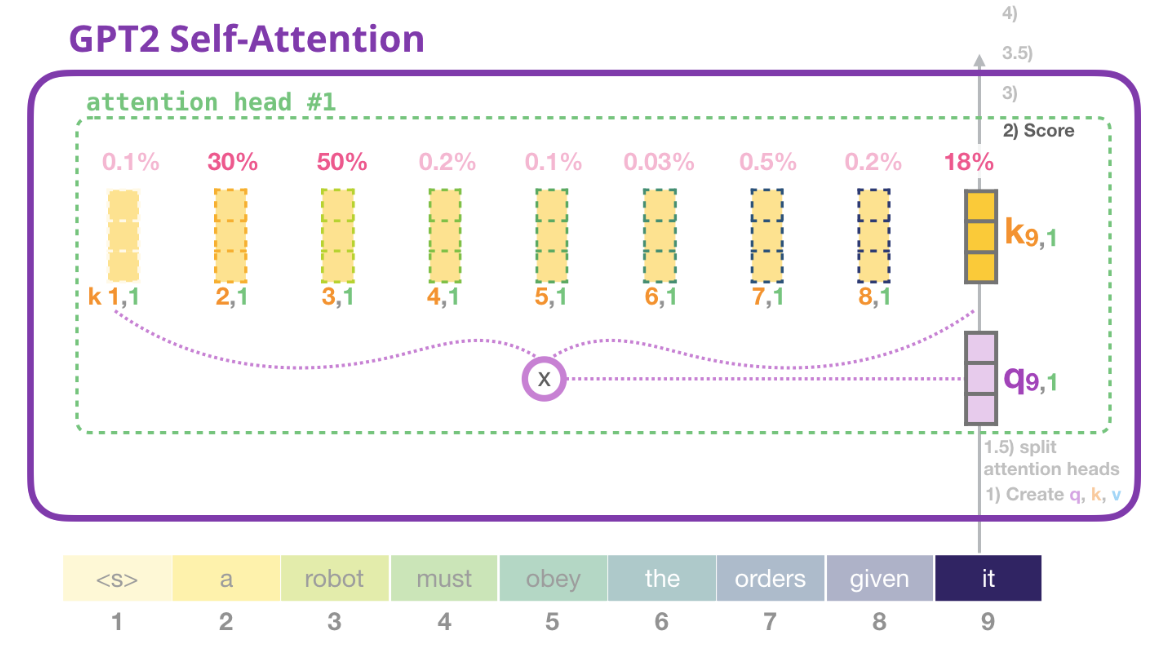 GPT2 Self-Attention
4)
3.5)
3)
2) Score
attention head #1
0.1% 30% 50% 0.2% 0.1% 0.03% 0.5% 0.2% 18%
k9,1
k 1,1 2,1 3,1 4,1 5,1 6,1 7,1 8,1
X
q9,1
1.5) split
attention heads
1) Create q, k, v
<s> a robot must obey the orders given it
1 2 3 4 5 6 7 8 9